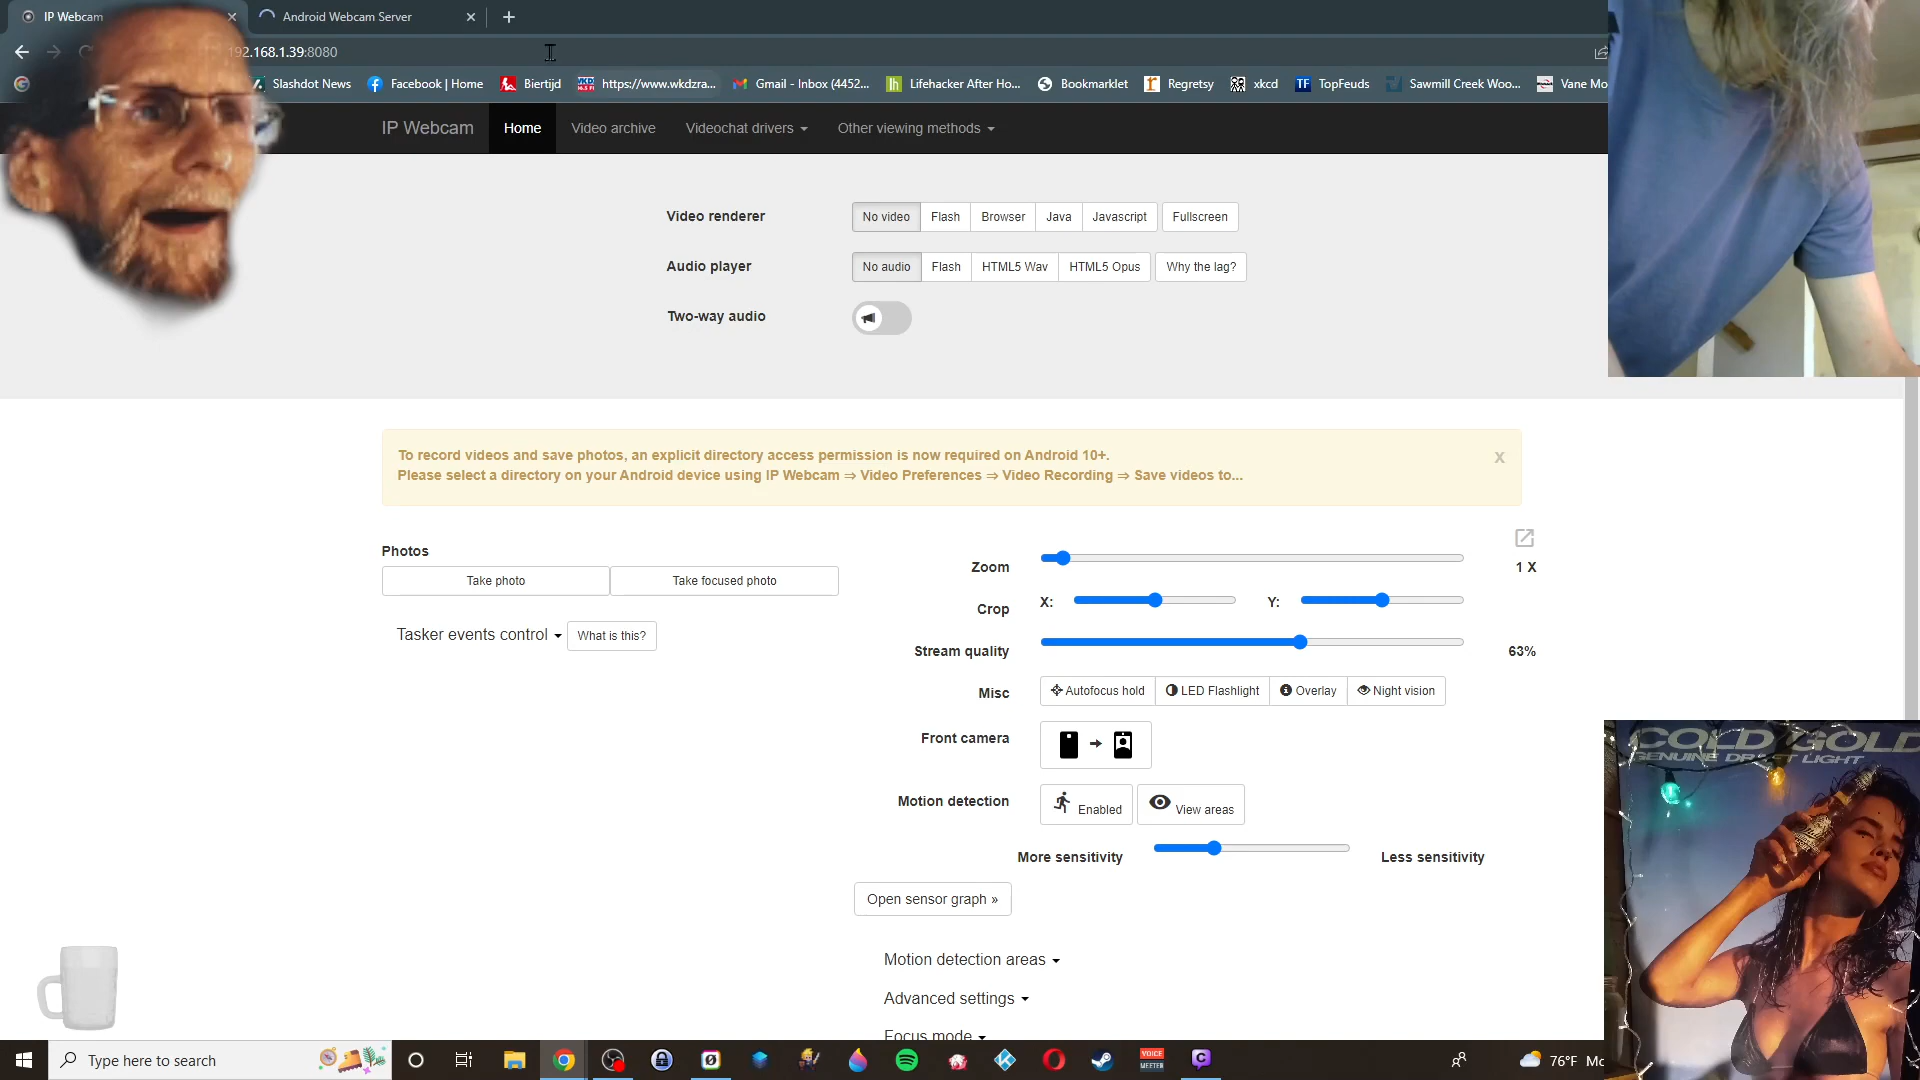 IP Webcam
Android Webcam Server
192.168.1.39:8080
Slashdot News
Facebook | Home
Biertijd
https://www.wkdzra...
Gmail - Inbox (4452...
Lifehacker After Ho...
Bookmarklet
Regretsy
xkcd
TF TopFeuds
Sawmill Creek Woo...
Vane Mo
IP Webcam
Home
Video archive
Videochat drivers
Other viewing methods
Video renderer
No video
Flash
Browser
Java
Javascript
Fullscreen
Audio player
No audio
Flash
HTML5 Wav
HTML5 Opus
Why the lag?
Two-way audio
To record videos and save photos, an explicit directory access permission is now required on Android 10+.
Please select a directory on your Android device using IP Webcam ⇒ Video Preferences ⇒ Video Recording ⇒ Save videos to...
x
Photos
Take photo
Take focused photo
Tasker events control
What is this?
Zoom
1 X
Crop
X:
Y:
Stream quality
63%
Misc
Autofocus hold
LED Flashlight
Overlay
Night vision
Front camera
Motion detection
Enabled
View areas
More sensitivity
Less sensitivity
Open sensor graph »
Motion detection areas
Advanced settings
Focus mode
COLD GOLD
GENUINE DRAFT LIGHT
Type here to search
VOICE
MEETER
76°F Mo